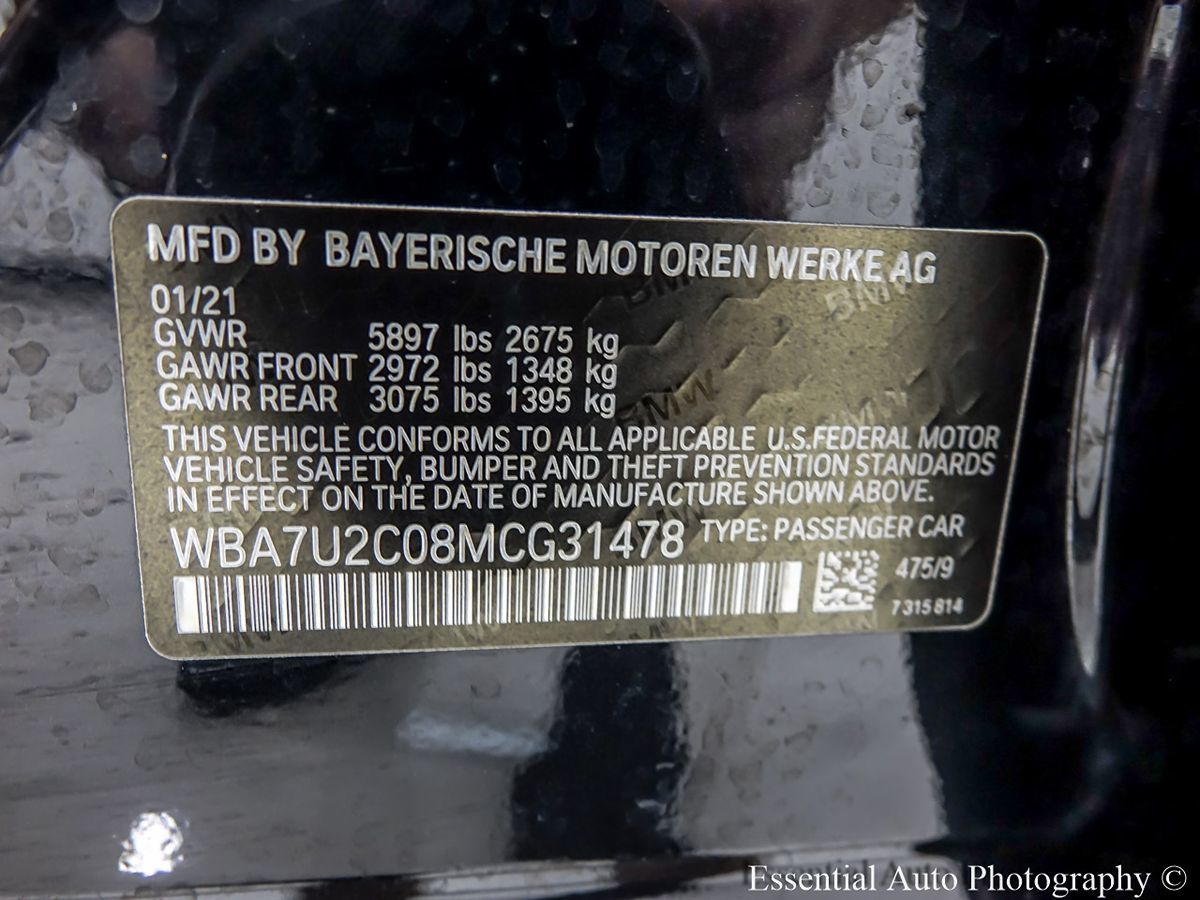 MFD BY BAYERISCHE MOTOREN WERKE AG
01/21
GVWR 5897 lbs 2675 kg
GAWR FRONT 2972 lbs 1348 kg
GAWR REAR 3075 lbs 1395 kg
THIS VEHICLE CONFORMS TO ALL APPLICABLE U.S.FEDERAL MOTOR
VEHICLE SAFETY, BUMPER AND THEFT PREVENTION STANDARDS
IN EFFECT ON THE DATE OF MANUFACTURE SHOWN ABOVE.
WBA7U2C08MCG31478 TYPE: PASSENGER CAR
475/9
7 315 814
Essential Auto Photography ©